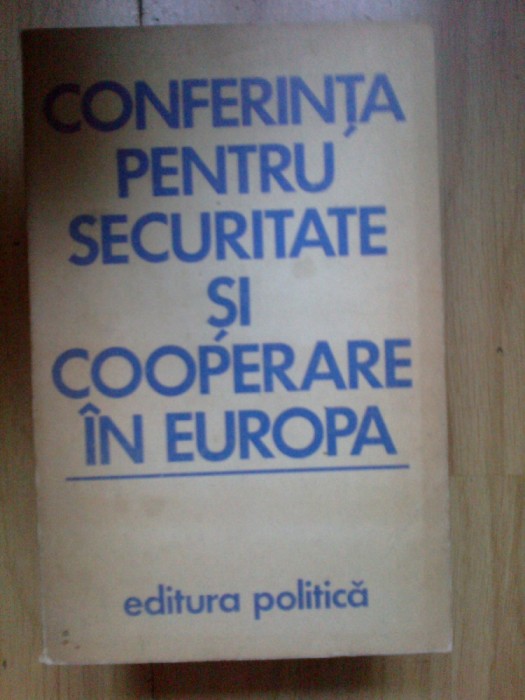 CONFERINȚA
PENTRU
SECURITATE
ȘI
COOPERARE
ÎN EUROPA
editura politică